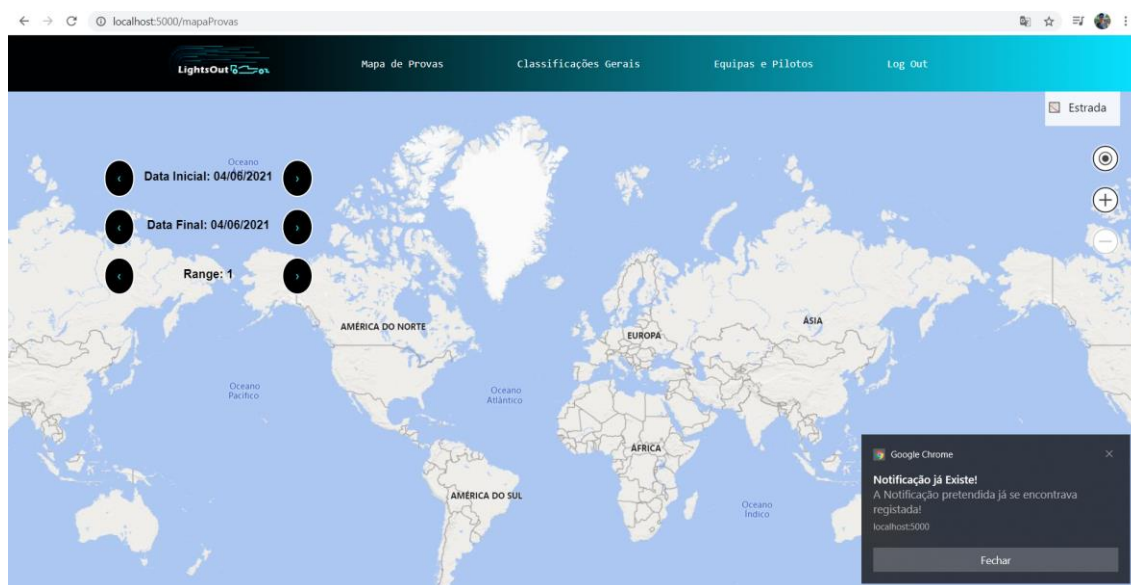 localhost:5000/mapaProvas
LightsOut
Mapa de Provas
Classificações Gerais
Equipas e Pilotos
Log Out
Estrada
Oceano
Data Inicial: 04/06/2021
Data Final: 04/06/2021
Range: 1
AMÉRICA DO NORTE
EUROPA
ÁSIA
Oceano
Pacífico
Oceano
Atlântico
ÁFRICA
AMÉRICA DO SUL
Oceano
Índico
Google Chrome
Notificação já Existe!
A Notificação pretendida já se encontrava
registada!
localhost:5000
Fechar